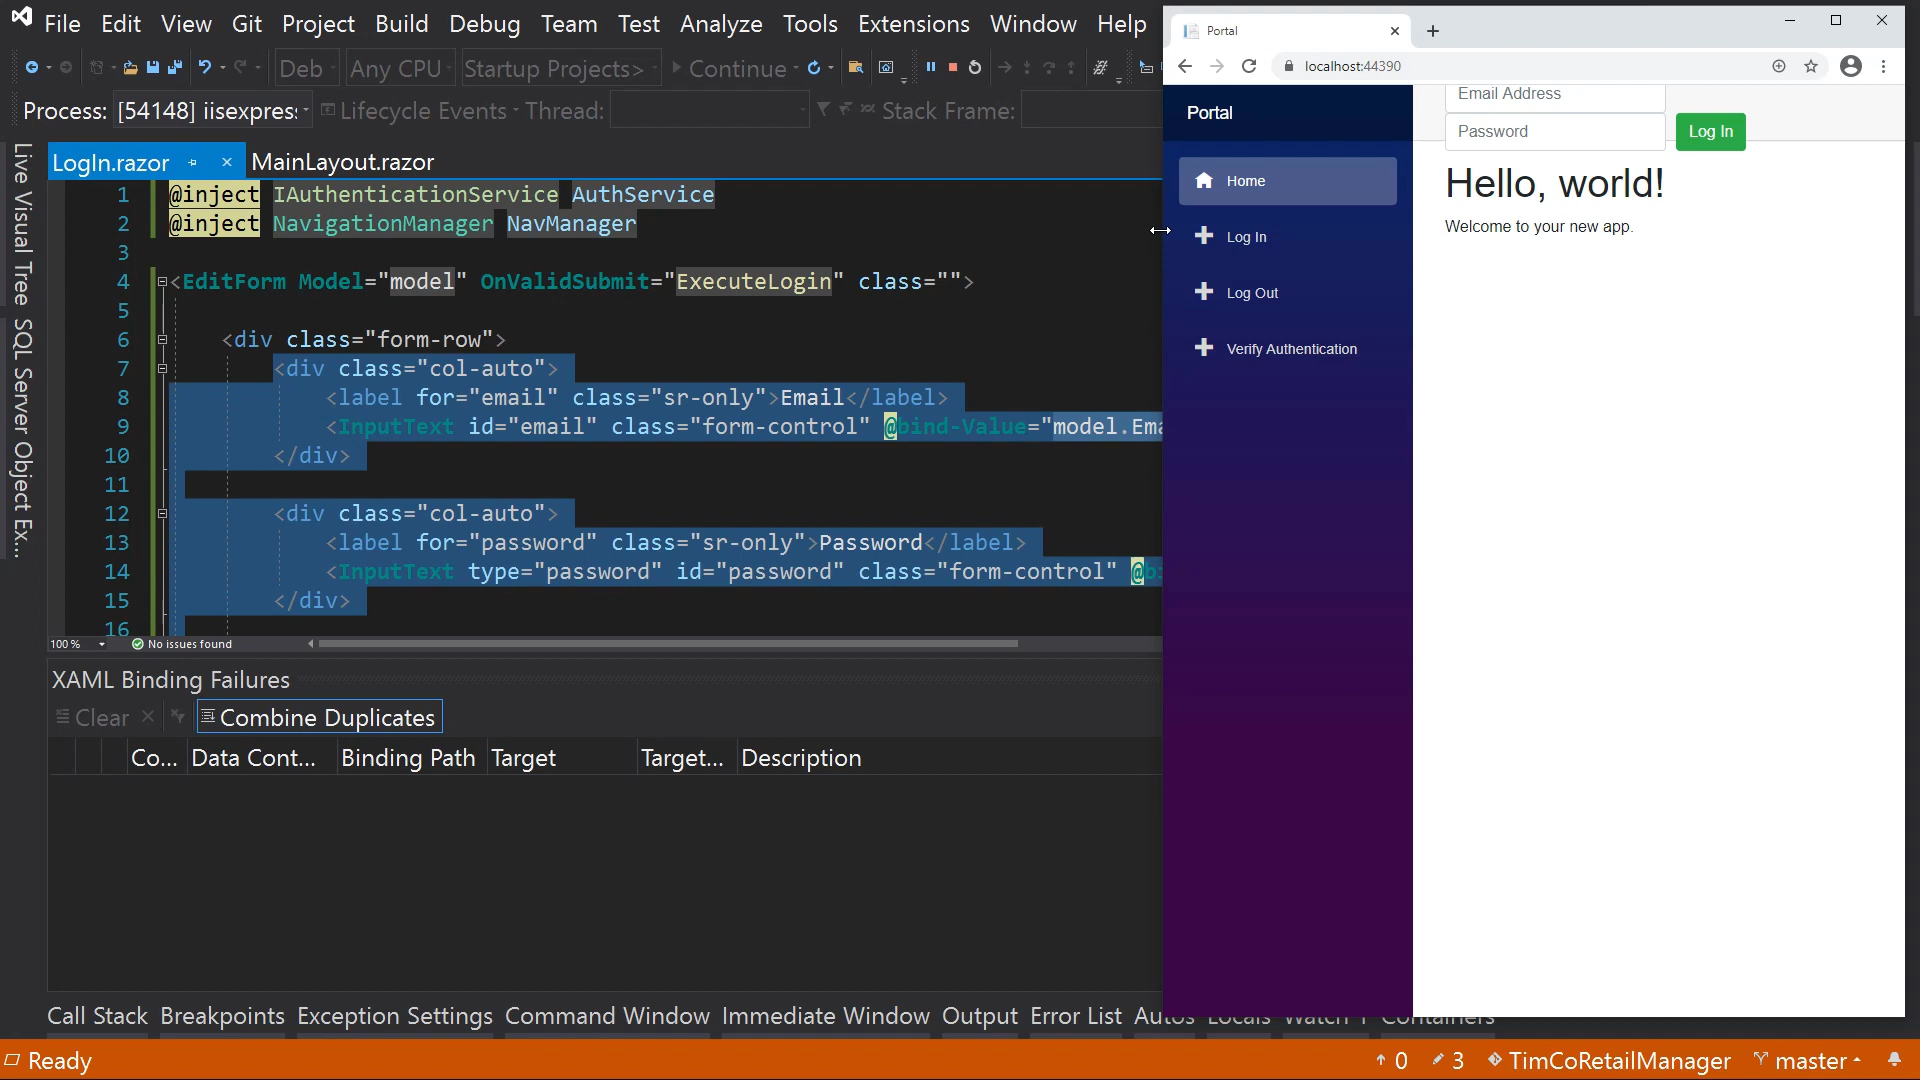 File Edit View Git Project Build Debug Team Test Analyze Tools Extensions Window Help
Deb Any CPU Startup Projects> Continue
Process: [54148] iisexpres Lifecycle Events Thread: Stack Frame:
Live Visual Tree
SQL Server Object Ex...
LogIn.razor MainLayout.razor
1 @inject IAuthenticationService AuthService
2 @inject NavigationManager NavManager
3
4 <EditForm Model="model" OnValidSubmit="ExecuteLogin" class="">
5
6 <div class="form-row">
7 <div class="col-auto">
8 <label for="email" class="sr-only">Email</label>
9 <InputText id="email" class="form-control" @bind-Value="model.Ema
10 </div>
11
12 <div class="col-auto">
13 <label for="password" class="sr-only">Password</label>
14 <InputText type="password" id="password" class="form-control" @b
15 </div>
16
100 % No issues found
XAML Binding Failures
Clear Combine Duplicates
Co... Data Cont... Binding Path Target Target... Description
Call Stack Breakpoints Exception Settings Command Window Immediate Window Output Error List Autos Locals Watch 1 Containers
Ready
0 3 TimCoRetailManager master
Portal
localhost:44390
Portal
Home
Log In
Log Out
Verify Authentication
Email Address
Password Log In
Hello, world!
Welcome to your new app.